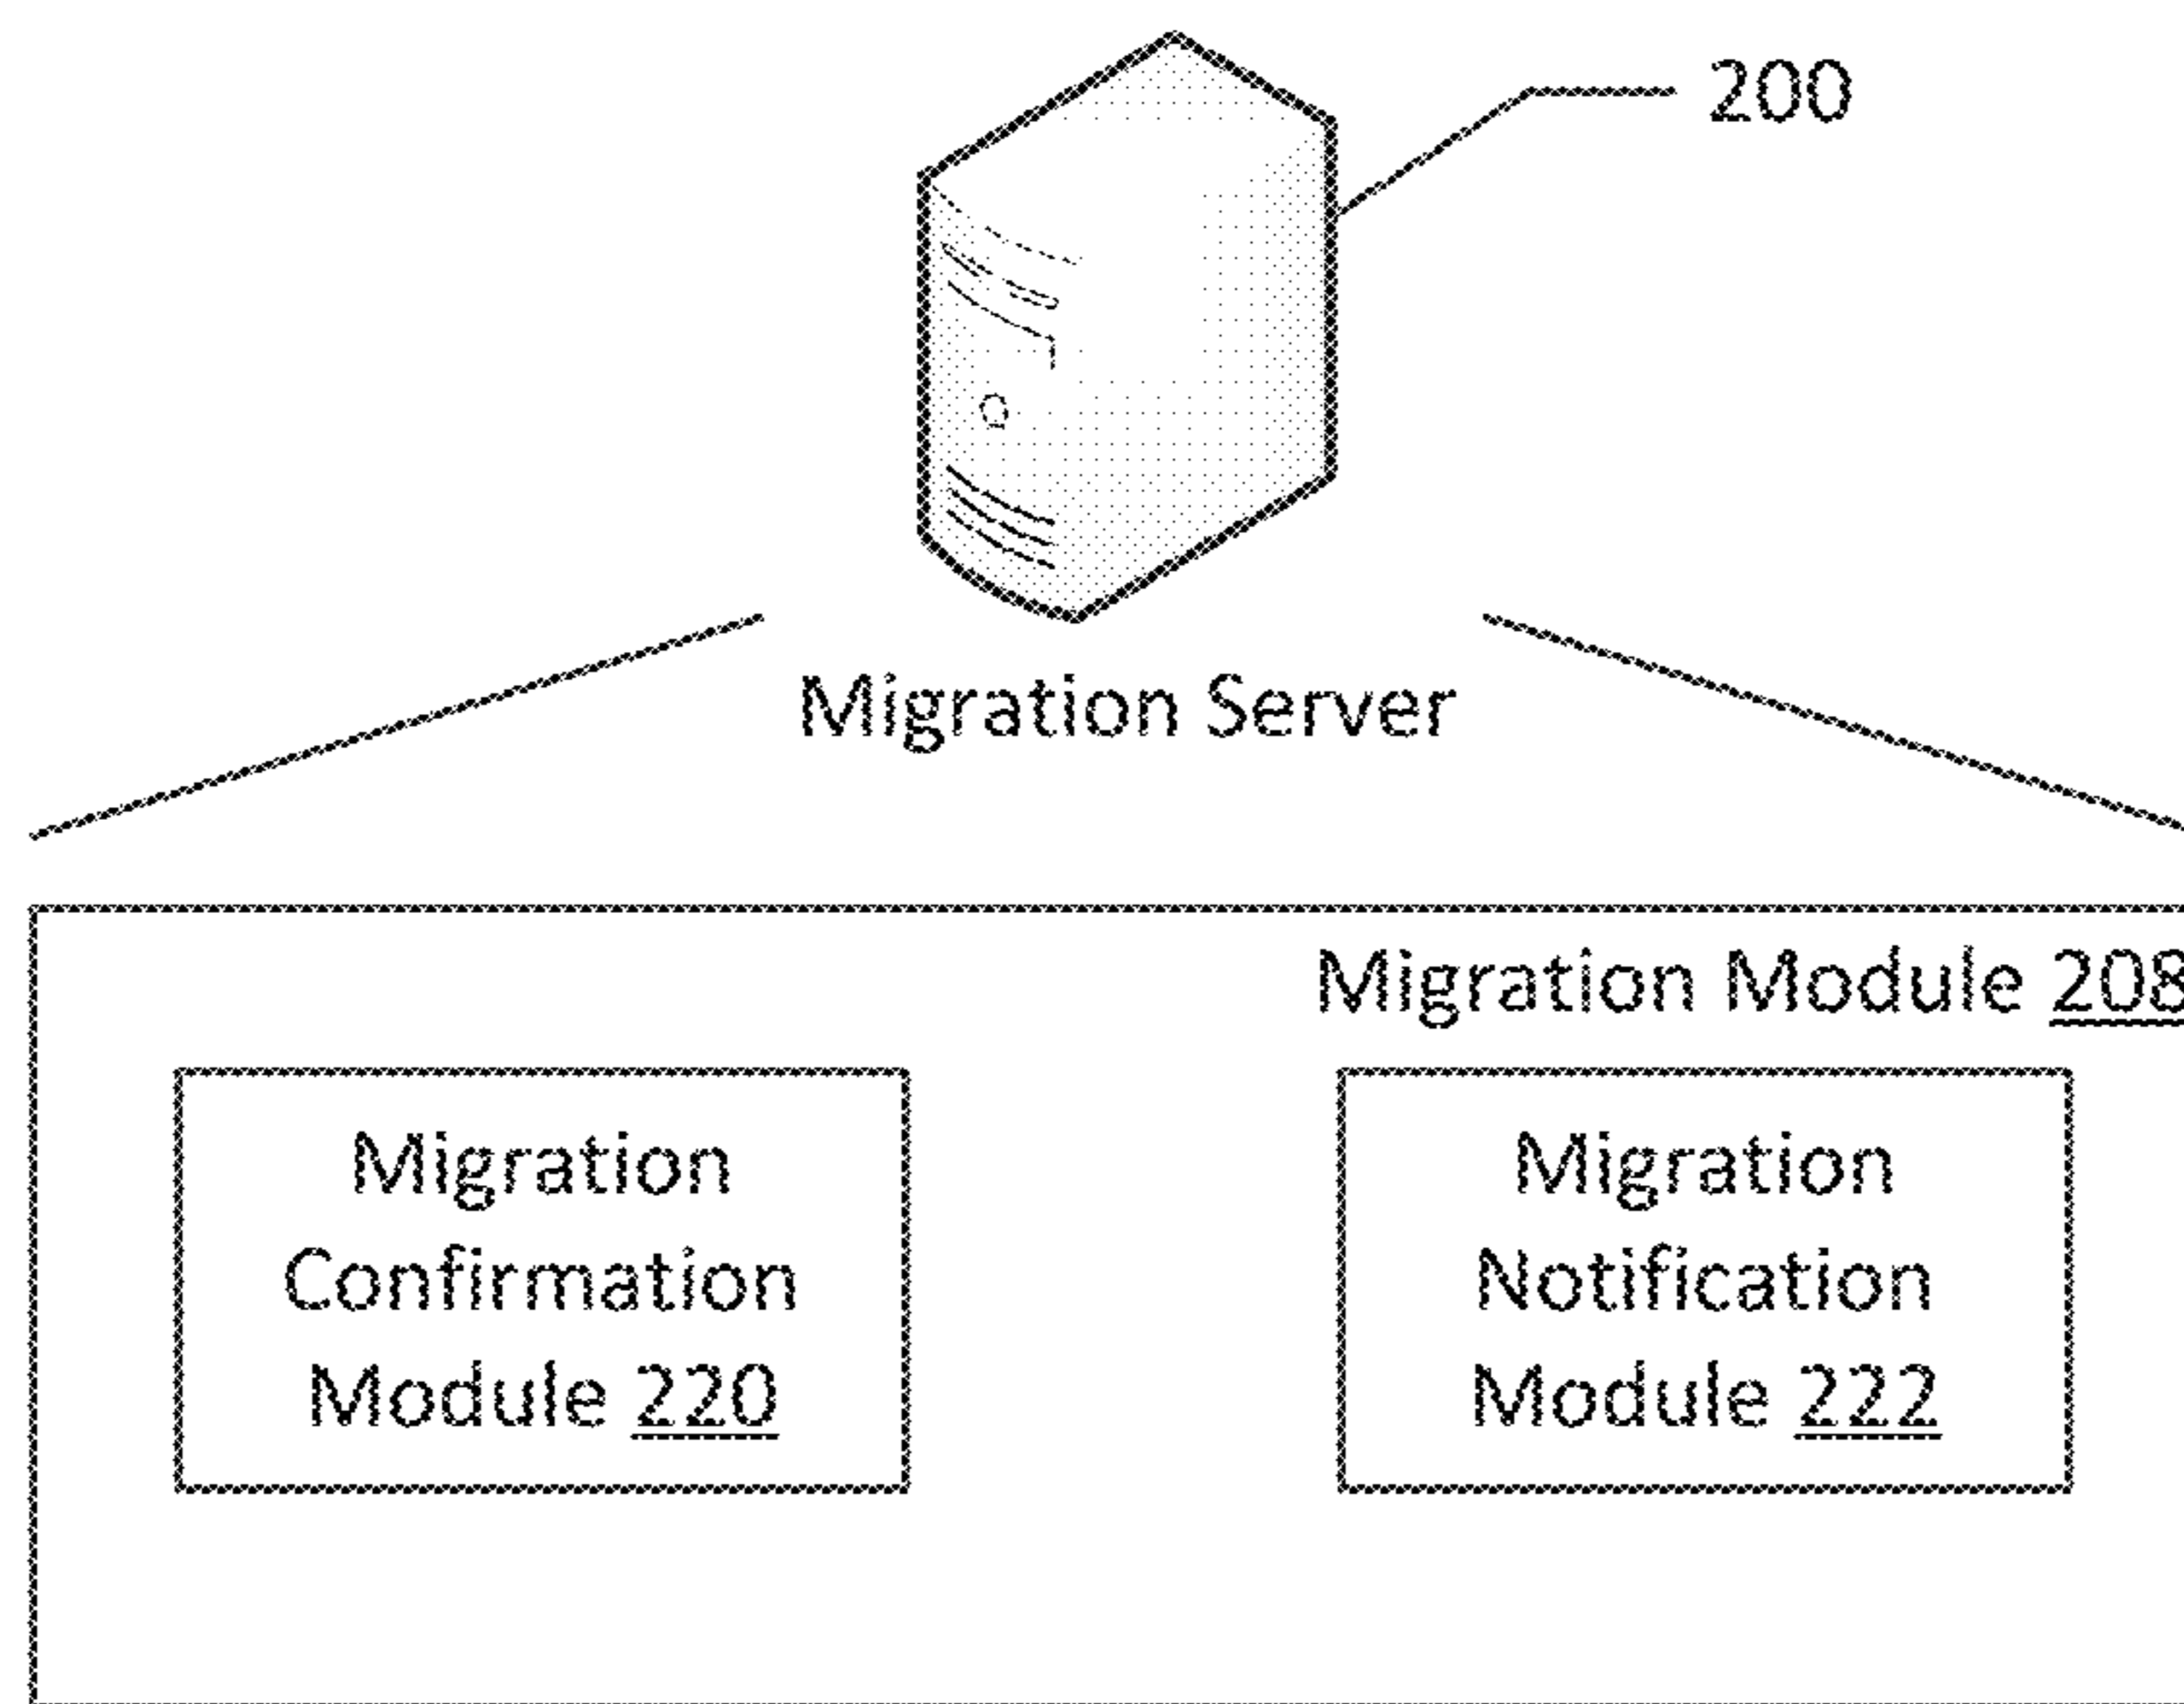 200
Migration Server
Migration Module 208
Migration
Confirmation
Module 220
Migration
Notification
Module 222